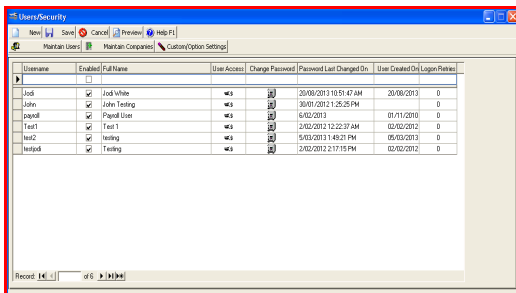 Users/Security
New Save Cancel Preview Help F1
Maintain Users Maintain Companies Custom/Option Settings
Username Enabled Full Name User Access Change Password Password Last Changed On User Created On Logon Retries
Jodi Jodi White 20/08/2013 10:51:47 AM 20/08/2013 0
John John Testing 30/01/2012 1:25:25 PM 0
payroll Payroll User 6/02/2013 01/11/2010 0
Test1 Test 1 2/02/2012 12:22:37 AM 02/02/2012 0
test2 testing 5/03/2013 1:49:21 PM 05/03/2013 0
testjodi Testing 2/02/2012 2:17:15 PM 02/02/2012 0
Record: of 6